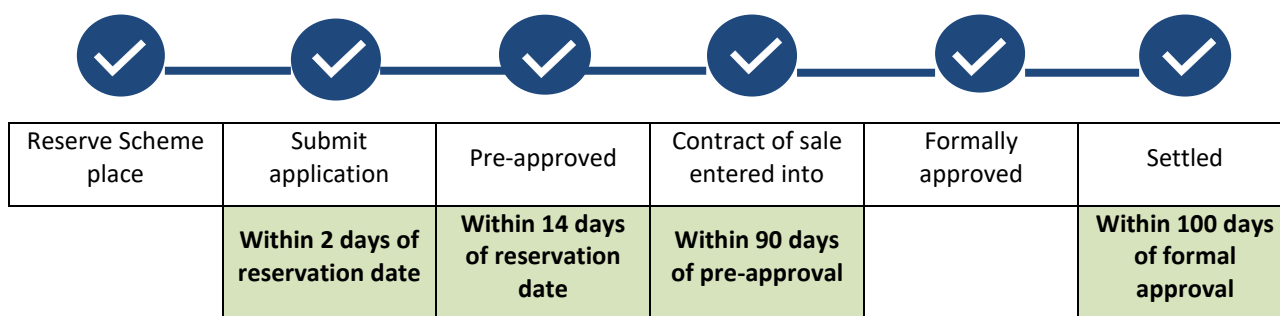 Reserve Scheme
place
Submit
application
Pre-approved
Contract of sale
entered into
Formally
approved
Settled
Within 2 days of
reservation date
Within 14 days
of reservation
date
Within 90 days
of pre-approval
Within 100 days
of formal
approval